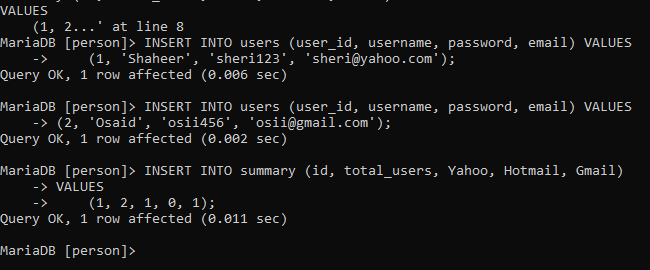 VALUES
(1, 2...' at line 8
MariaDB [person]> INSERT INTO users (user_id, username, password, email) VALUES
-> (1, 'Shaheer', 'sheri123', 'sheri@yahoo.com');
Query OK, 1 row affected (0.006 sec)
MariaDB [person]> INSERT INTO users (user_id, username, password, email) VALUES
-> (2, 'Osaid', 'osii456', 'osii@gmail.com');
Query OK, 1 row affected (0.002 sec)
MariaDB [person]> INSERT INTO summary (id, total_users, Yahoo, Hotmail, Gmail)
-> VALUES
-> (1, 2, 1, 0, 1);
Query OK, 1 row affected (0.011 sec)
MariaDB [person]>